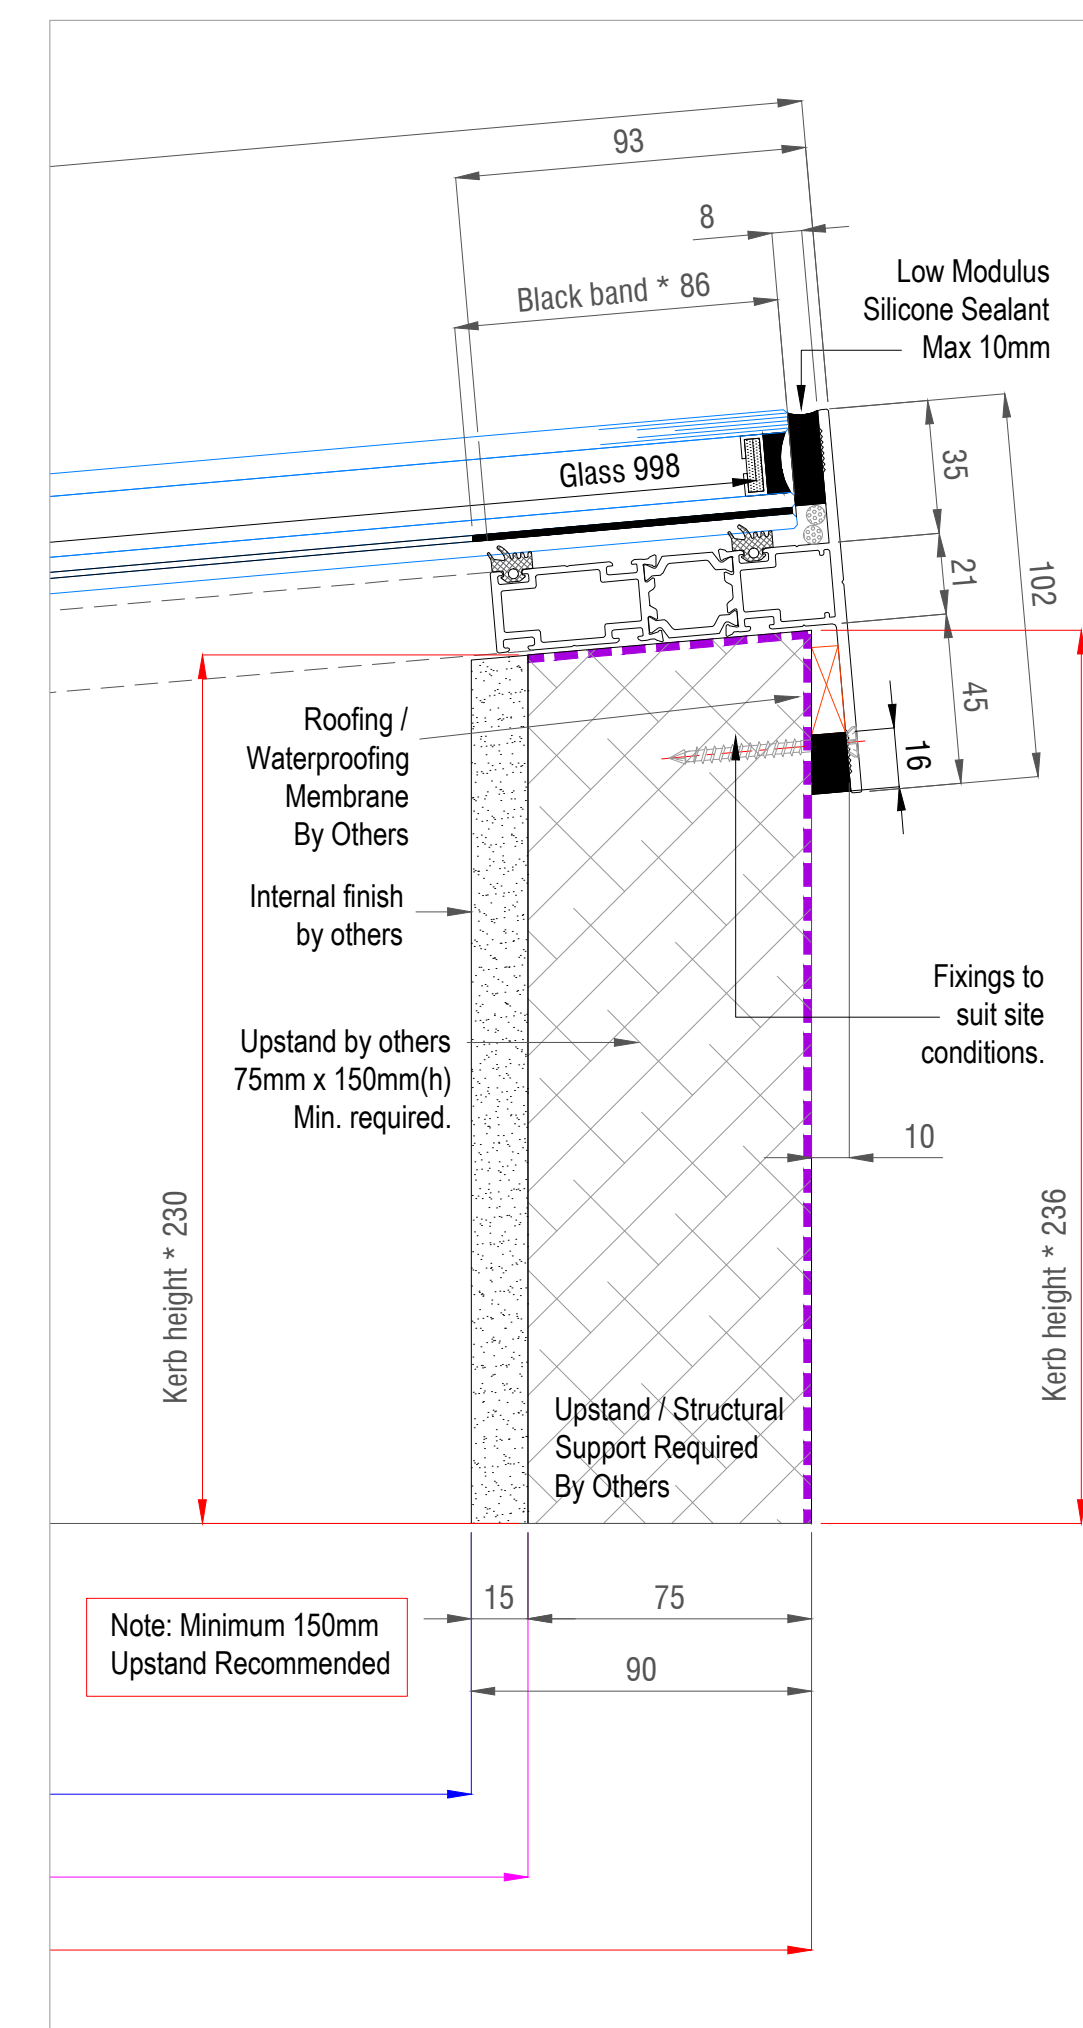 93
8
Black band * 86
Low Modulus
Silicone Sealant
Max 10mm
Glass 998
35
21
102
45
16
Roofing /
Waterproofing
Membrane
By Others
Internal finish
by others
Fixings to
suit site
conditions.
Upstand by others
75mm x 150mm(h)
Min. required.
10
Kerb height * 230
Kerb height * 236
Upstand / Structural
Support Required
By Others
15
75
Note: Minimum 150mm
Upstand Recommended
90